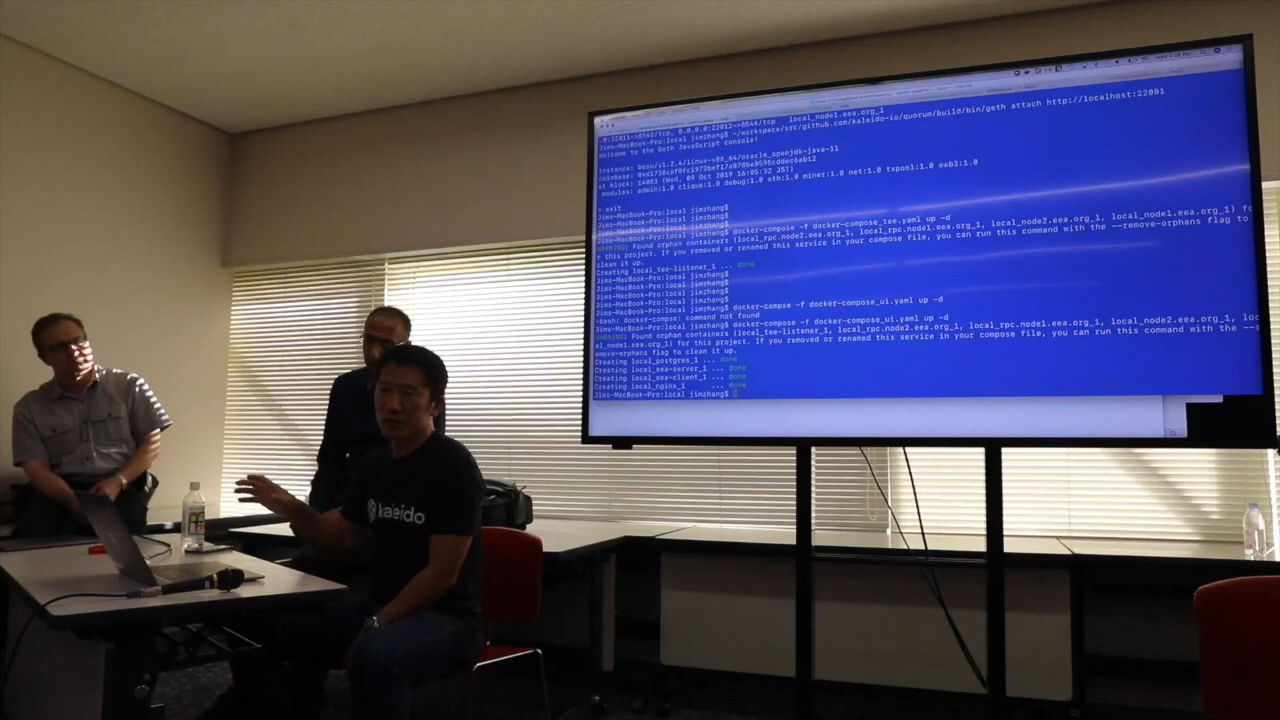 .0:22011->8545/tcp, 0.0.0.0:22012->8546/tcp   local_node1.eea.org_1
Jims-MacBook-Pro:local jimzhang$ ~/workspace/src/github.com/kaleido-io/quorum/build/bin/geth attach http://localhost:22001
Welcome to the Geth JavaScript console!
instance: besu/v1.2.4/linux-x86_64/oracle_openjdk-java-11
coinbase:
at block: 14083 (Wed, 09 Oct 2019 16:05:32 JST)
modules: admin:1.0 clique:1.0 debug:1.0 eth:1.0 miner:1.0 net:1.0 txpool:1.0 web3:1.0
> exit
Jims-MacBook-Pro:local jimzhang$
Jims-MacBook-Pro:local jimzhang$
Jims-MacBook-Pro:local jimzhang$ docker-compose -f docker-compose_tee.yaml up -d
WARNING: Found orphan containers (local_rpc.node2.eea.org_1, local_rpc.node1.eea.org_1, local_node2.eea.org_1, local_node1.eea.org_1) fo
r this project. If you removed or renamed this service in your compose file, you can run this command with the --remove-orphans flag to
clean it up.
Creating local_tee-listener_1 ... done
Jims-MacBook-Pro:local jimzhang$
Jims-MacBook-Pro:local jimzhang$
Jims-MacBook-Pro:local jimzhang$
Jims-MacBook-Pro:local jimzhang$ docker-compse -f docker-compose_ui.yaml up -d
-bash: docker-compse: command not found
Jims-MacBook-Pro:local jimzhang$ docker-compose -f docker-compose_ui.yaml up -d
WARNING: Found orphan containers (local_tee-listener_1, local_rpc.node2.eea.org_1, local_rpc.node1.eea.org_1, local_node2.eea.org_1, loc
al_node1.eea.org_1) for this project. If you removed or renamed this service in your compose file, you can run this command with the --r
emove-orphans flag to clean it up.
Creating local_postgres_1 ... done
Creating local_eea-server_1 ... done
Creating local_eea-client_1 ... done
Creating local_nginx_1      ... done
Jims-MacBook-Pro:local jimzhang$
kaleido